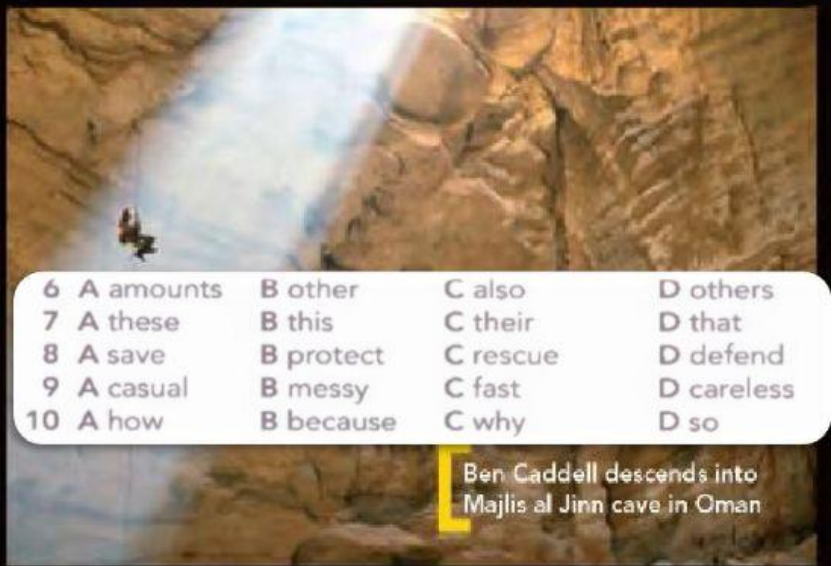 6 A amounts B other C also D others
7 A these B this C their D that
8 A save B protect C rescue D defend
9 A casual B messy C fast D careless
10 A how B because C why D so
Ben Caddell descends into
Majlis al Jinn cave in Oman